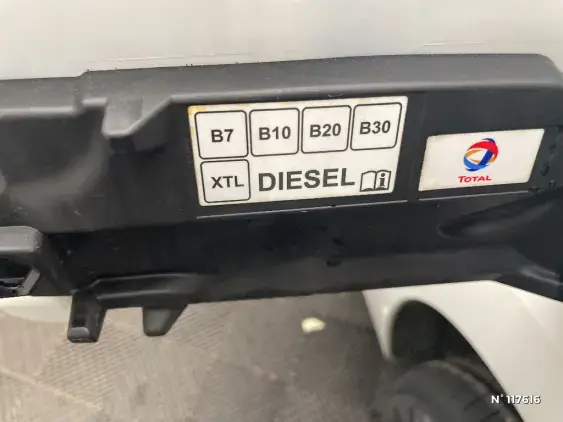 B7 B10 B20 B30
XTL DIESEL
TOTAL
N°117616